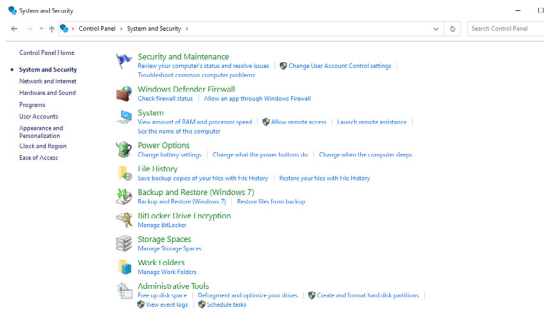 System and Security
Control Panel > System and Security >
Search Control Panel
Control Panel Home
System and Security
Network and Internet
Hardware and Sound
Programs
User Accounts
Appearance and
Personalization
Clock and Region
Ease of Access
Security and Maintenance
Review your computer's status and resolve issues | Change User Account Control settings |
Troubleshoot common computer problems
Windows Defender Firewall
Check firewall status | Allow an app through Windows Firewall
System
View amount of RAM and processor speed | Allow remote access | Launch remote assistance |
See the name of this computer
Power Options
Change battery settings | Change what the power buttons do | Change when the computer sleeps
File History
Save backup copies of your files with File History | Restore your files with File History
Backup and Restore (Windows 7)
Backup and Restore (Windows 7) | Restore files from backup
BitLocker Drive Encryption
Manage BitLocker
Storage Spaces
Manage Storage Spaces
Work Folders
Manage Work Folders
Administrative Tools
Free up disk space | Defragment and optimize your drives | Create and format hard disk partitions |
View event logs | Schedule tasks